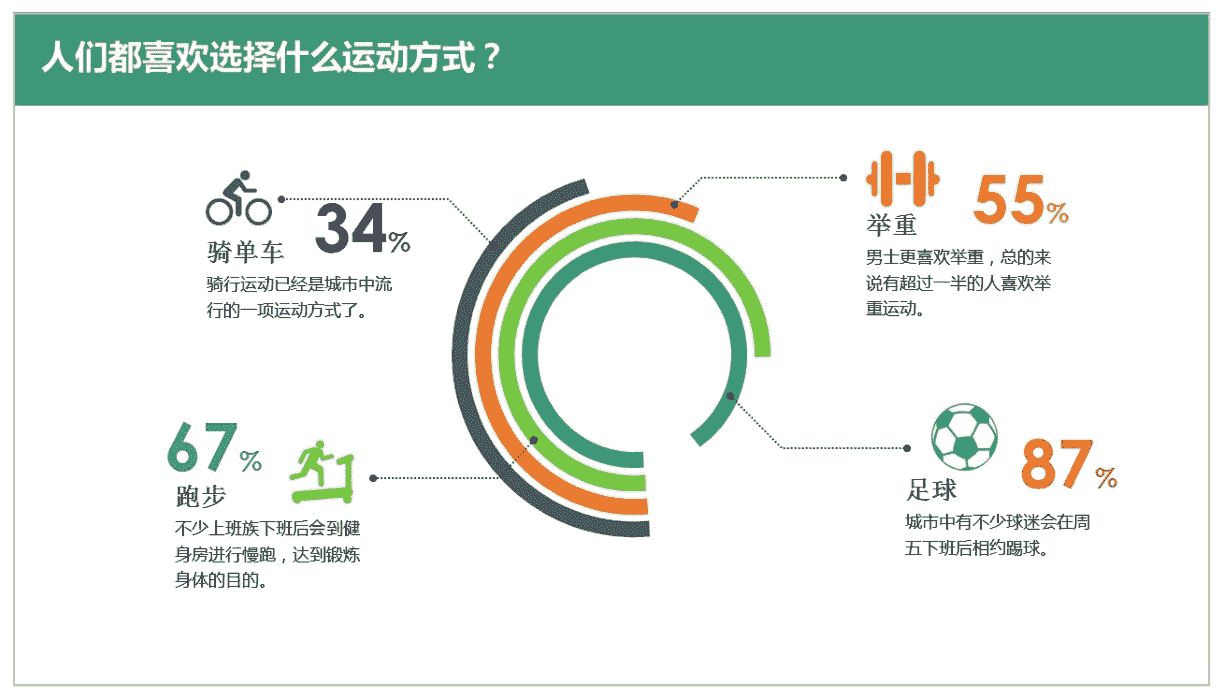 人们都喜欢选择什么运动方式？
34%
骑单车
骑行运动已经是城市中流
行的一项运动方式了。
55%
举重
男士更喜欢举重，总的来
说有超过一半的人喜欢举
重运动。
67%
跑步
不少上班族下班后会到健
身房进行慢跑，达到锻炼
身体的目的。
87%
足球
城市中有不少球迷会在周
五下班后相约踢球。